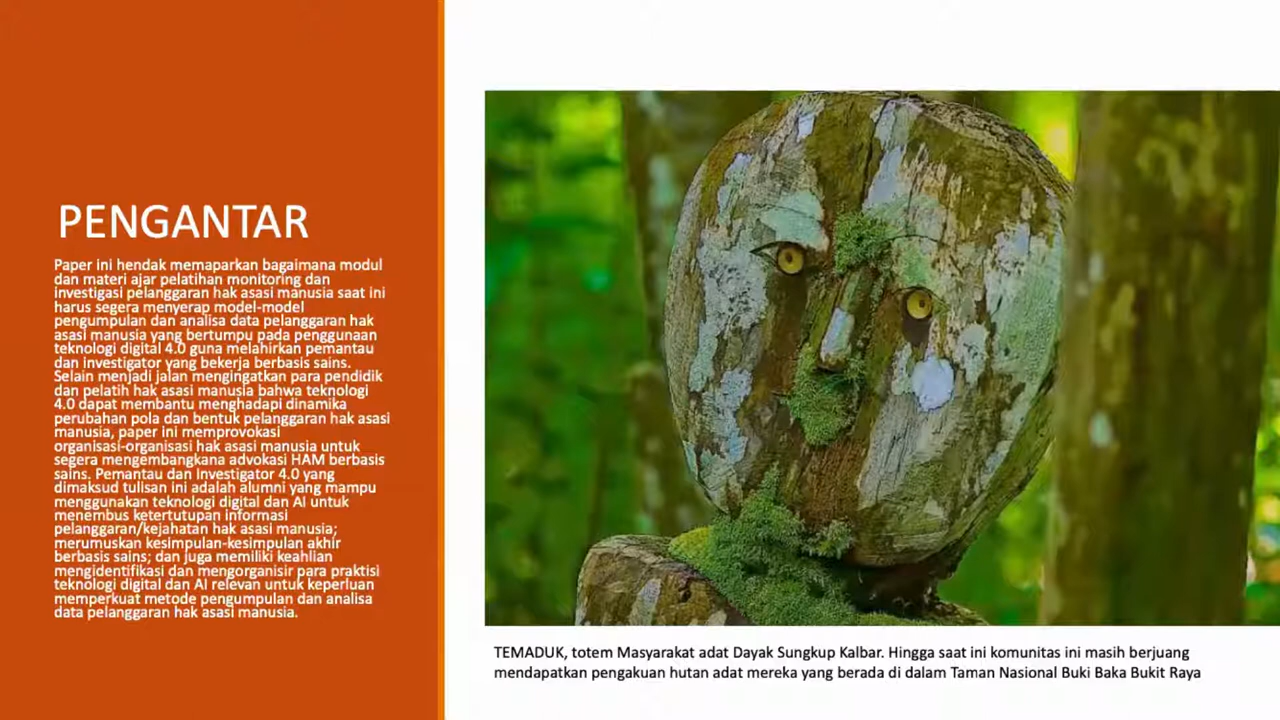 PENGANTAR
Paper ini hendak memaparkan bagaimana modul
dan materi ajar pelatihan monitoring dan
investigasi pelanggaran hak asasi manusia saat ini
harus segera menyerap model-model
pengumpulan dan analisa data pelanggaran hak
asasi manusia yang bertumpu pada penggunaan
teknologi digital 4.0 guna melahirkan pemantau
dan investigator yang bekerja berbasis sains.
Selain menjadi jalan mengingatkan para pendidik
dan pelatih hak asasi manusia bahwa teknologi
4.0 dapat membantu menghadapi dinamika
perubahan pola dan bentuk pelanggaran hak asasi
manusia, paper ini memprovokasi
organisasi-organisasi hak asasi manusia untuk
segera mengembangkana advokasi HAM berbasis
sains. Pemantau dan Investigator 4.0 yang
dimaksud tulisan ini adalah alumni yang mampu
menggunakan teknologi digital dan AI untuk
menembus ketertutupan informasi
pelanggaran/kejahatan hak asasi manusia;
merumuskan kesimpulan-kesimpulan akhir
berbasis sains; dan juga memiliki keahlian
mengidentifikasi dan mengorganisir para praktisi
teknologi digital dan AI relevan untuk keperluan
memperkuat metode pengumpulan dan analisa
data pelanggaran hak asasi manusia.
TEMADUK, totem Masyarakat adat Dayak Sungkup Kalbar. Hingga saat ini komunitas ini masih berjuang
mendapatkan pengakuan hutan adat mereka yang berada di dalam Taman Nasional Buki Baka Bukit Raya